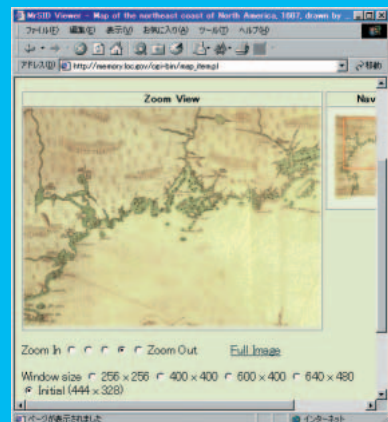 MrSID Viewer - Map of the northeast coast of North America, 1607, drawn by
ファイル(F) 編集(E) 表示(V) お気に入り(A) ツール(T) ヘルプ(H)
アドレス(D) http://memory.loc.gov/cgi-bin/map_item.pl 移動
Zoom View Nav
Zoom In Zoom Out Full Image
Window size 256 x 256 400 x 400 600 x 400 640 x 480
Initial (444 x 328)
ページが表示されました インターネット